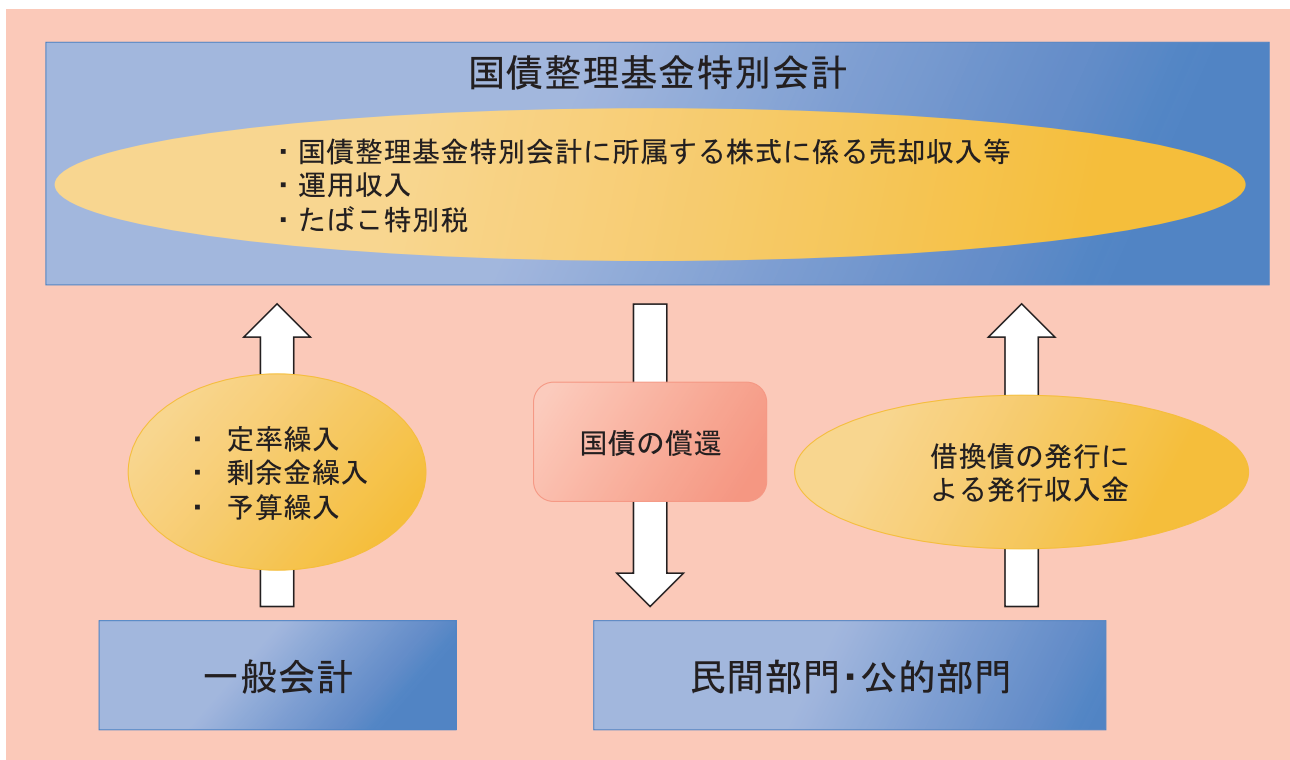 国債整理基金特別会計
・国債整理基金特別会計に所属する株式に係る売却収入等
・運用収入
・たばこ特別税
・ 定率繰入
・ 剰余金繰入
・ 予算繰入
国債の償還
借換債の発行に
よる発行収入金
一般会計
民間部門・公的部門